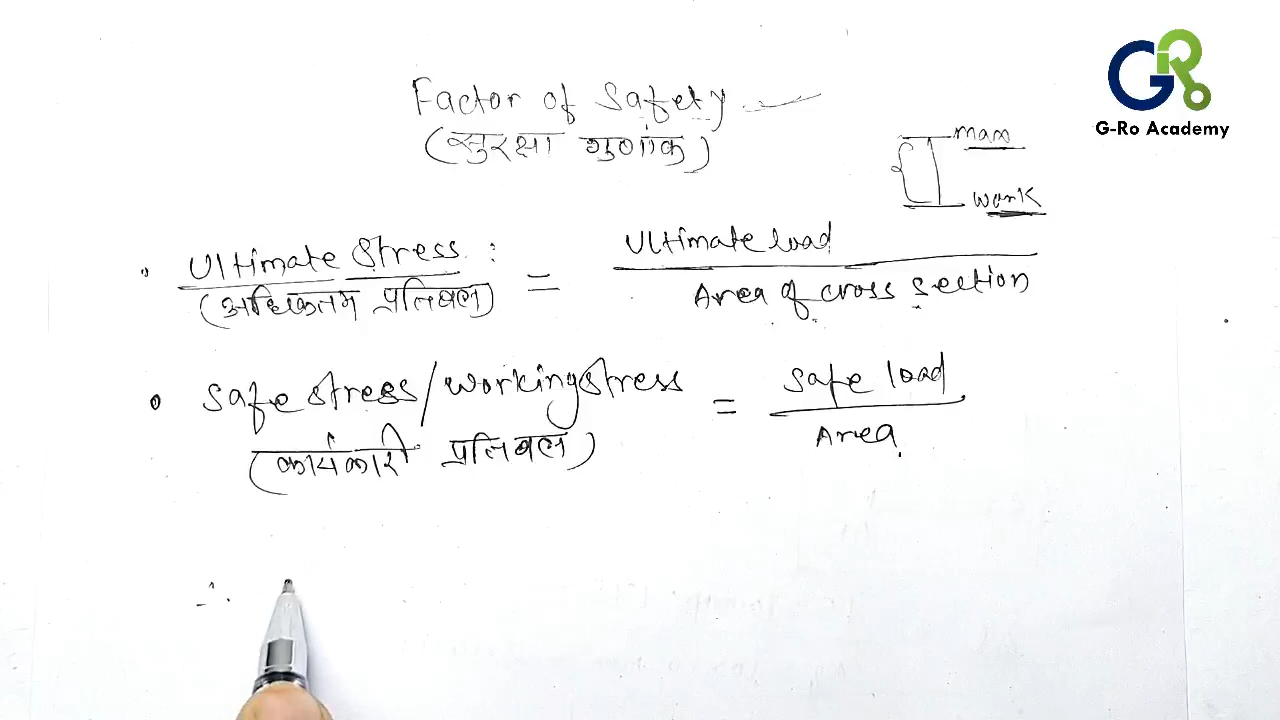 G-Ro Academy
Factor of Safety
(सुरक्षा गुणांक)
max
work
Ultimate Stress : = Ultimate load
(अधिकतम प्रतिबल) Area of cross section
Safe stress/working stress = Safe load
(कार्यकारी प्रतिबल) Area
∴